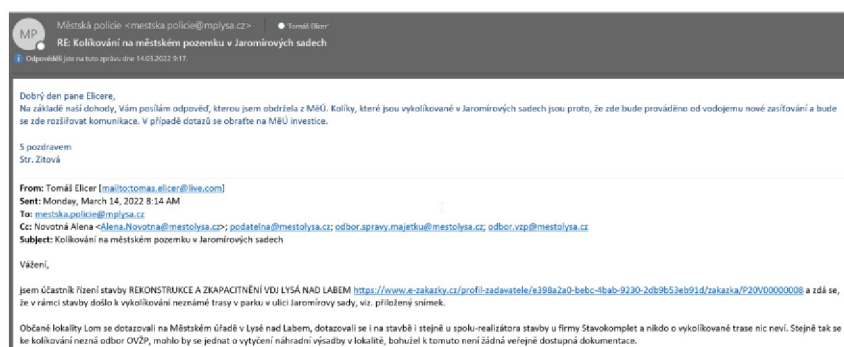 MP
Městská policie <mestska.policie@mplysa.cz> Tomáš Elicer'
RE: Kolíkování na městském pozemku v Jaromírových sadech
Odpověděli jste na tuto zprávu dne 14.03.2022 9:17.
Dobrý den pane Elicere,
Na základě naší dohody, Vám posílám odpověď, kterou jsem obdržela z MěÚ. Kolíky, které jsou vykolíkované v Jaromírových sadech jsou proto, že zde bude prováděno od vodojemu nové zasíťování a bude
se zde rozšiřovat komunikace. V případě dotazů se obraťte na MěÚ investice.
S pozdravem
Str. Zitová
From: Tomáš Elicer [mailto:tomas.elicer@live.com]
Sent: Monday, March 14, 2022 8:14 AM
To: mestska.policie@mplysa.cz
Cc: Novotná Alena <Alena.Novotna@mestolysa.cz>; podatelna@mestolysa.cz; odbor.spravy.majetku@mestolysa.cz; odbor.vzp@mestolysa.cz
Subject: Kolíkování na městském pozemku v Jaromírových sadech
Vážení,
jsem účastník řízení stavby REKONSTRUKCE A ZKAPACITNĚNÍ VDJ LYSÁ NAD LABEM https://www.e-zakazky.cz/profil-zadavatele/e398a2a0-bebc-4bab-9230-2db9b53eb91d/zakazka/P20V00000008 a zdá se,
že v rámci stavby došlo k vykolíkování neznámé trasy v parku v ulici Jaromírovy sady, viz. přiložený snímek.
Občané lokality Lom se dotazovali na Městském úřadě v Lysé nad Labem, dotazovali se i na stavbě i stejně u spolu-realizátora stavby u firmy Stavokomplet a nikdo o vykolíkované trase nic neví. Stejně tak se
ke kolíkování nezná odbor OVŽP, mohlo by se jednat o vytyčení náhradní výsadby v lokalitě, bohužel k tomuto není žádná veřejně dostupná dokumentace.